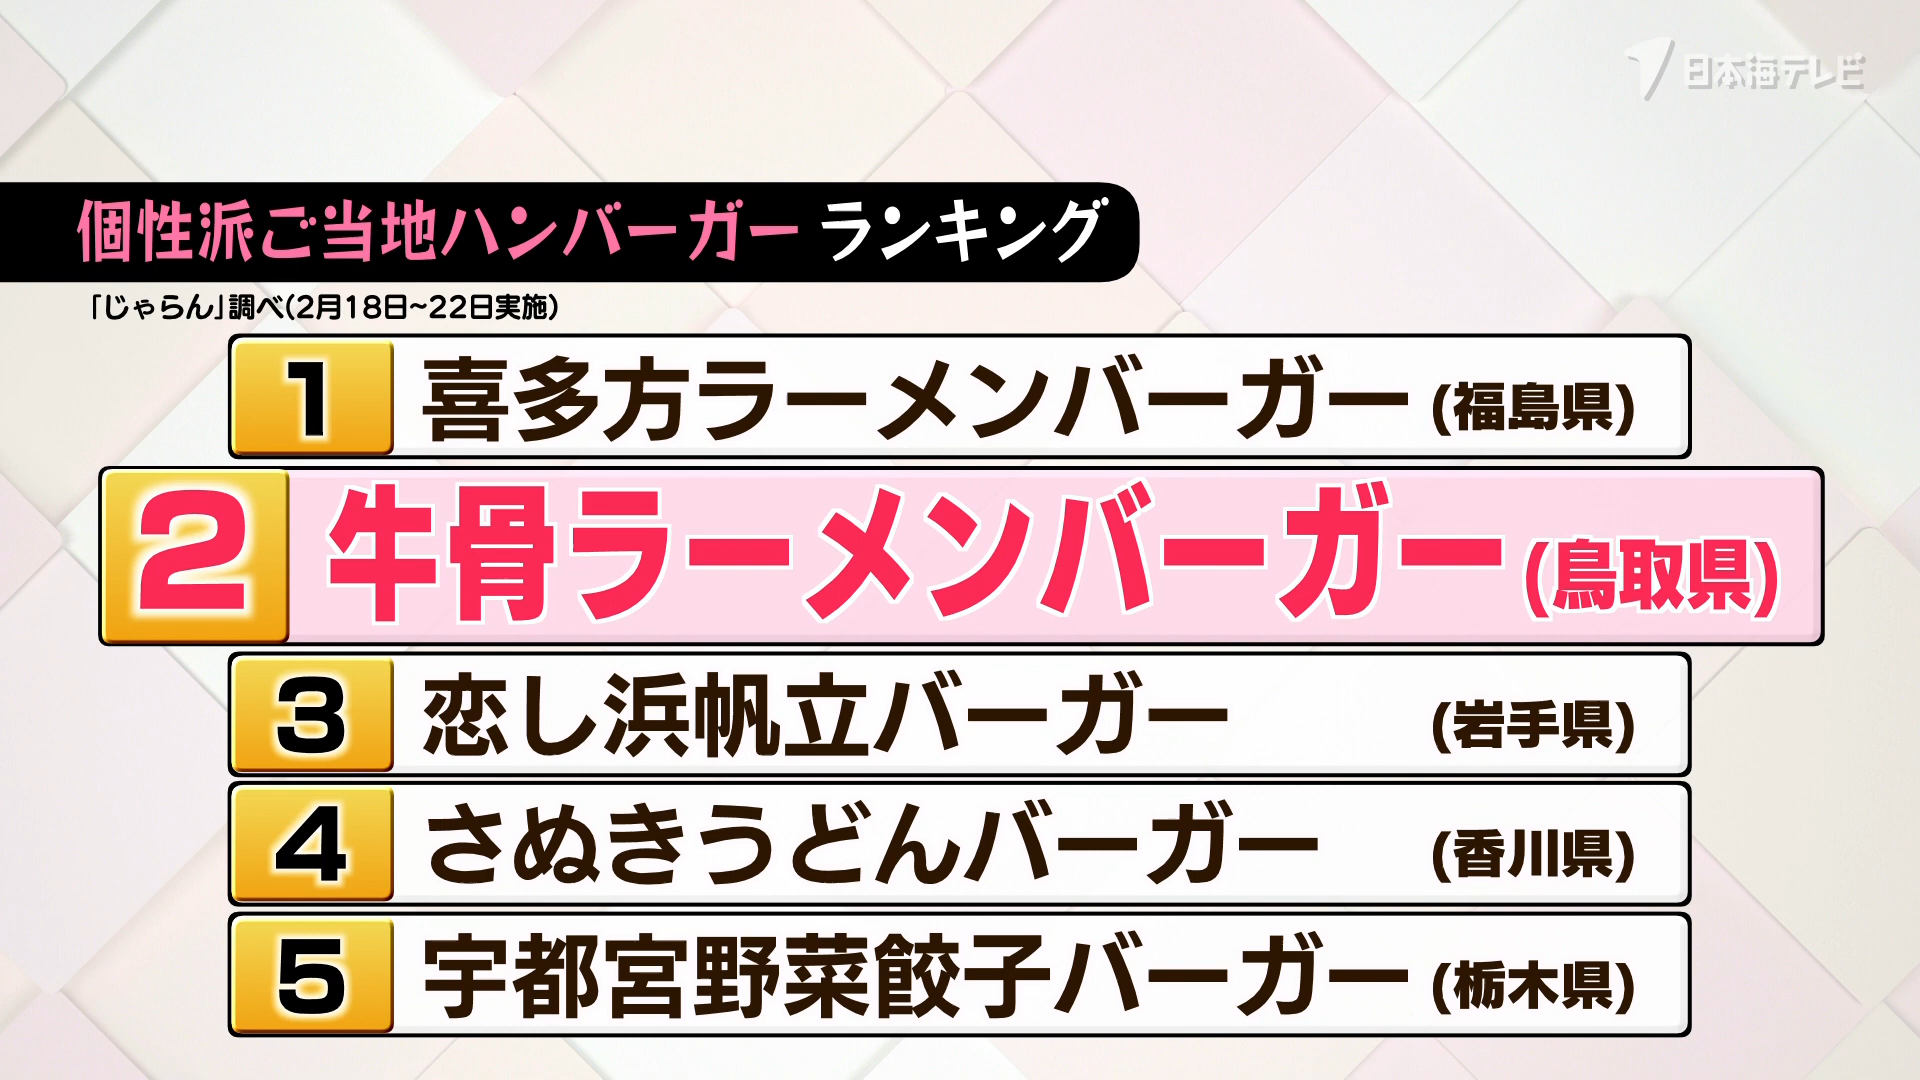 日本海テレビ
個性派ご当地ハンバーガー ランキング
「じゃらん」調べ(2月18日~22日実施)
1 喜多方ラーメンバーガー (福島県)
2 牛骨ラーメンバーガー (鳥取県)
3 恋し浜帆立バーガー (岩手県)
4 さぬきうどんバーガー (香川県)
5 宇都宮野菜餃子バーガー (栃木県)